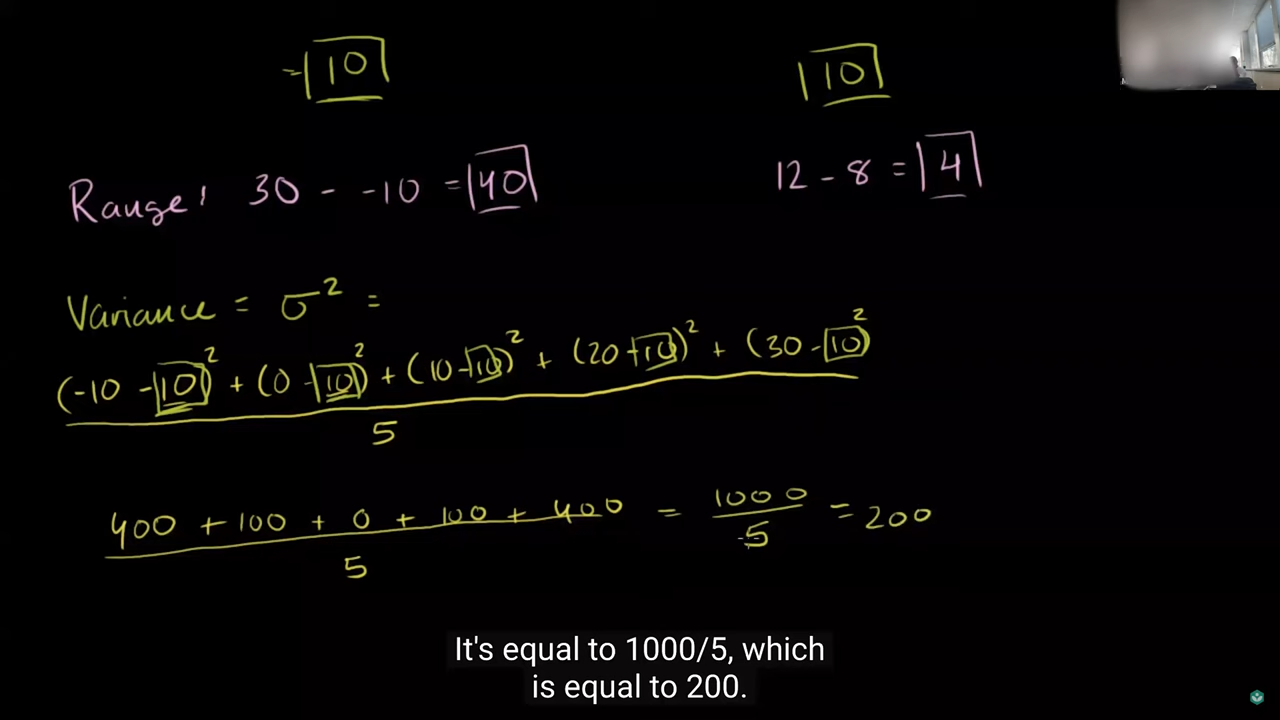 = 10
10
Range: 30 - -10 = 40
12 - 8 = 4
Variance = σ² =
(-10 - 10)² + (0 - 10)² + (10 - 10)² + (20 - 10)² + (30 - 10)²
5
400 + 100 + 0 + 100 + 400 = 1000 = 200
5 5
It's equal to 1000/5, which
is equal to 200.